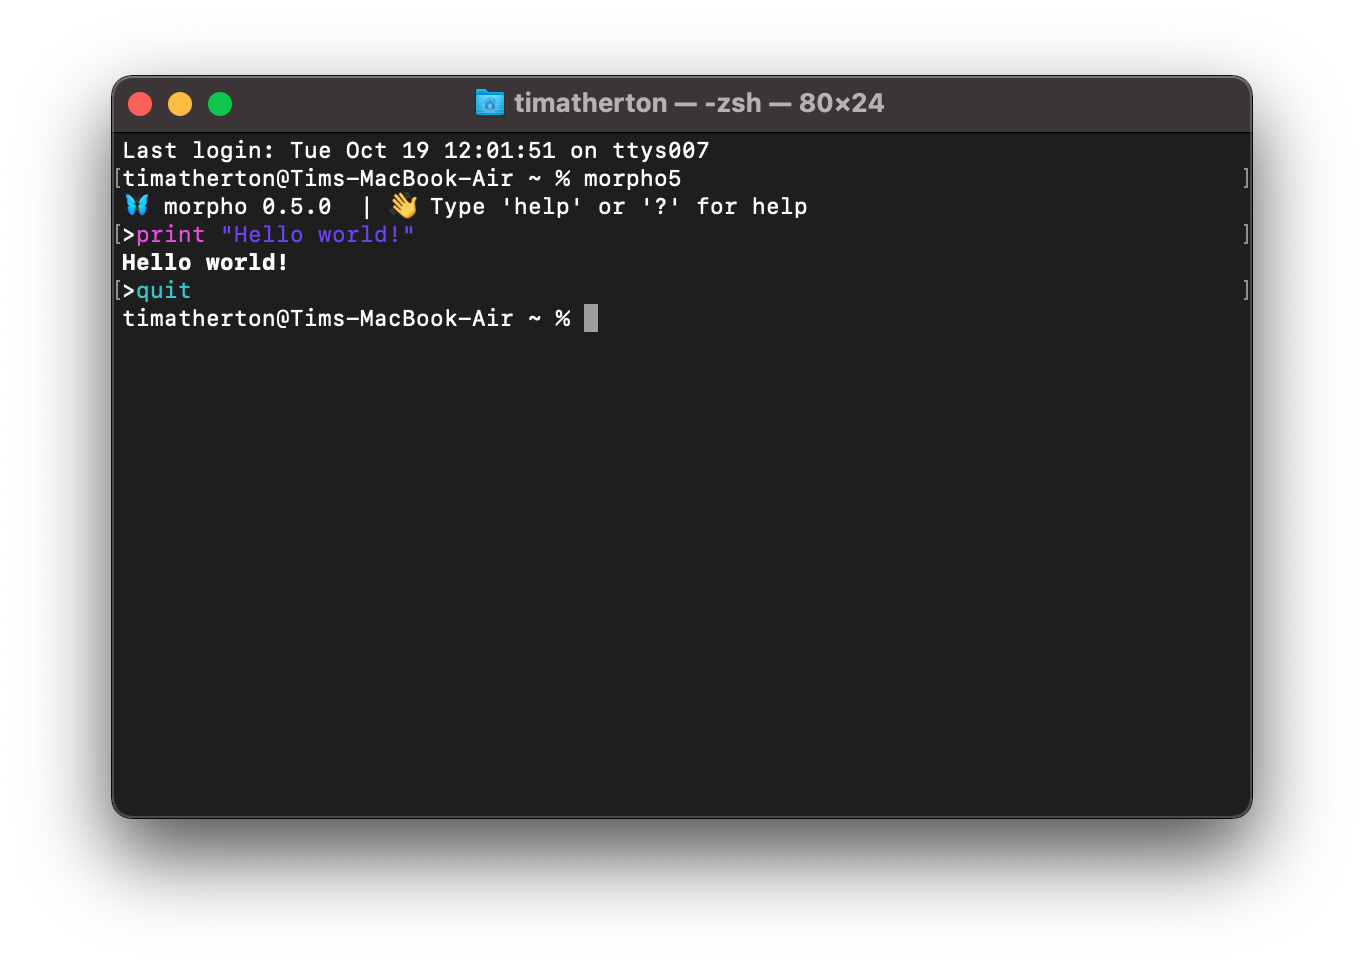 timatherton — -zsh — 80×24
Last login: Tue Oct 19 12:01:51 on ttys007
[timatherton@Tims-MacBook-Air ~ % morpho5 ]
🦋 morpho 0.5.0  | 👋 Type 'help' or '?' for help
[>print "Hello world!" ]
Hello world!
[>quit ]
timatherton@Tims-MacBook-Air ~ %